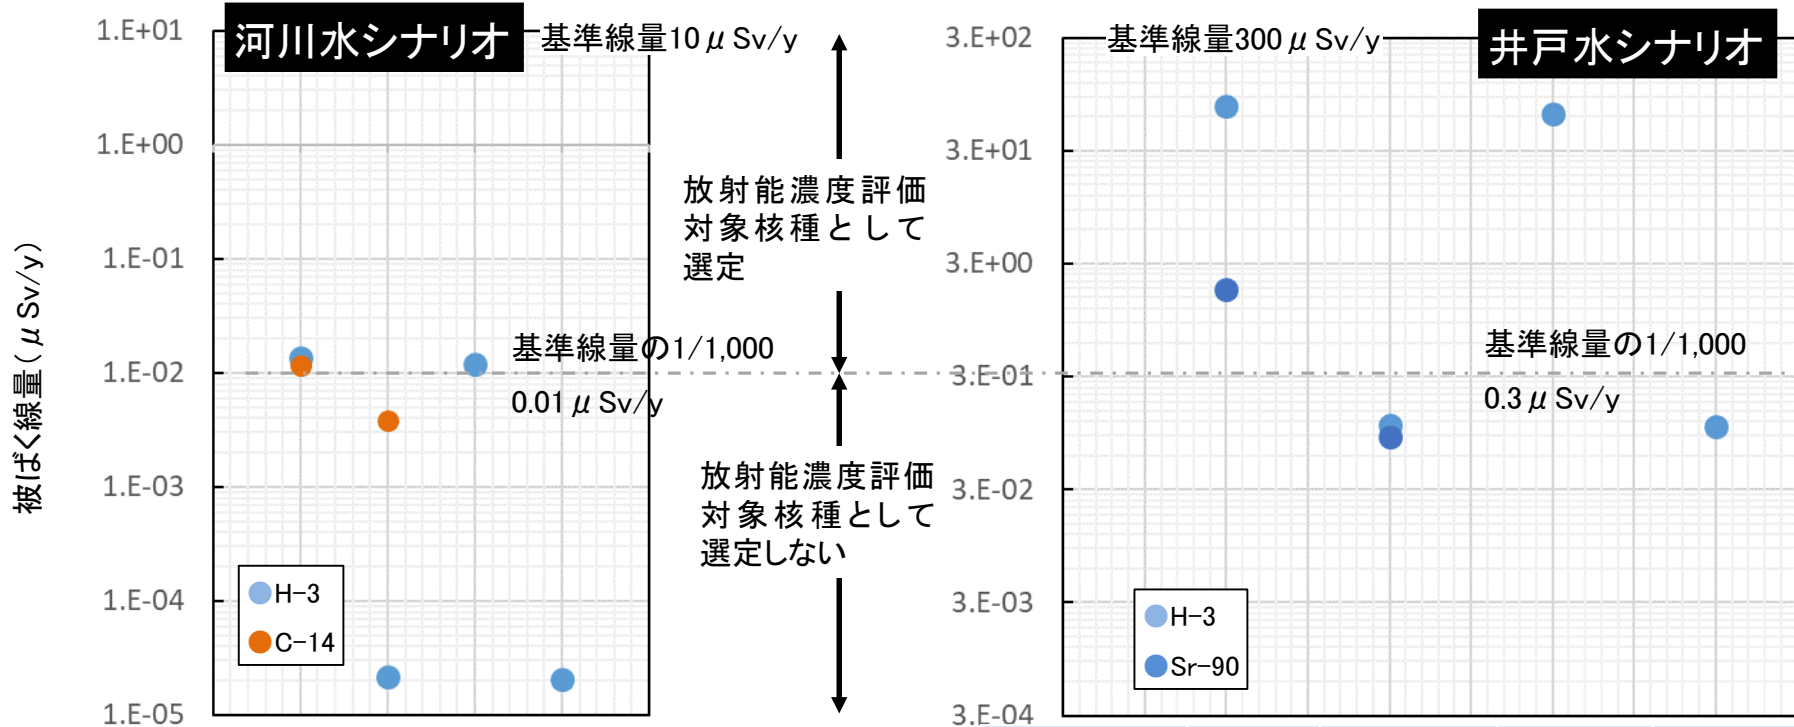 河川水シナリオ
基準線量10μSv/y
被ばく線量(μSv/y)
1.E+01
1.E+00
1.E-01
1.E-02
1.E-03
1.E-04
1.E-05
基準線量の1/1,000
0.01μSv/y
H-3
C-14
放射能濃度評価
対象核種として
選定
放射能濃度評価
対象核種として
選定しない
井戸水シナリオ
基準線量300μSv/y
3.E+02
3.E+01
3.E+00
3.E-01
3.E-02
3.E-03
3.E-04
基準線量の1/1,000
0.3μSv/y
H-3
Sr-90